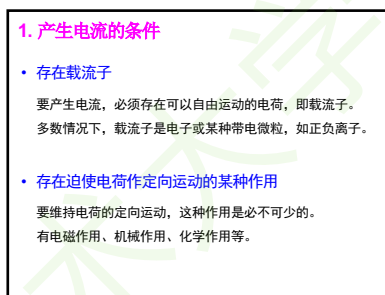 1. 产生电流的条件
• 存在载流子
要产生电流，必须存在可以自由运动的电荷，即载流子。
多数情况下，载流子是电子或某种带电微粒，如正负离子。
• 存在迫使电荷作定向运动的某种作用
要维持电荷的定向运动，这种作用是必不可少的。
有电磁作用、机械作用、化学作用等。